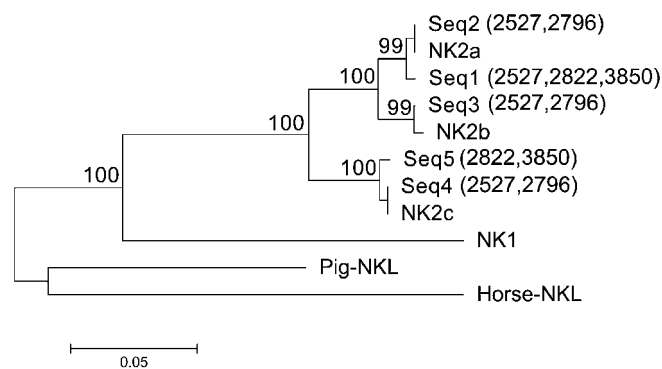 Seq2 (2527,2796)
99
NK2a
100
Seq1 (2527,2822,3850)
99
Seq3 (2527,2796)
100
NK2b
100
Seq5 (2822,3850)
100
Seq4 (2527,2796)
NK2c
NK1
Pig-NKL
Horse-NKL
0.05